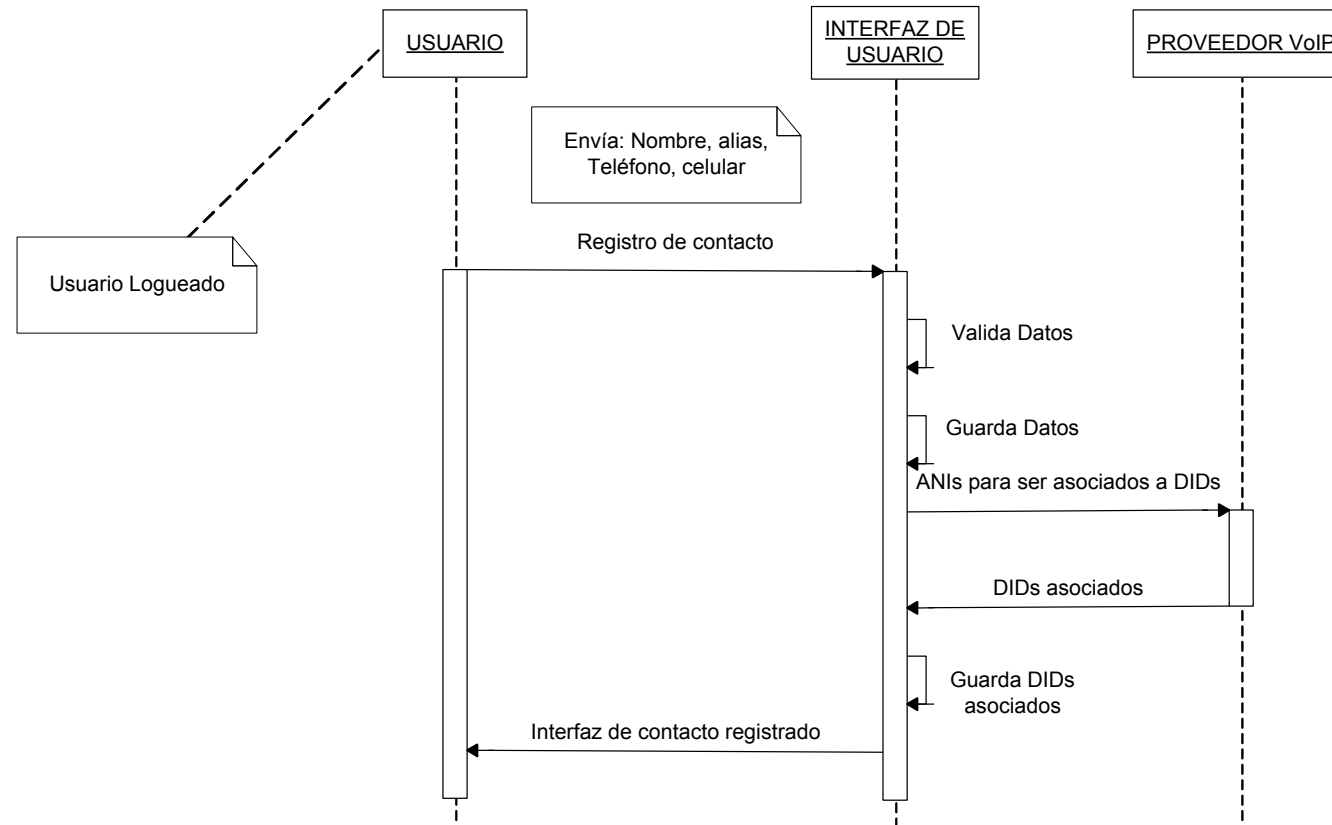 USUARIO
INTERFAZ DE
USUARIO
PROVEEDOR VoIP
Envía: Nombre, alias,
Teléfono, celular
Usuario Logueado
Registro de contacto
Valida Datos
Guarda Datos
ANIs para ser asociados a DIDs
DIDs asociados
Guarda DIDs
asociados
Interfaz de contacto registrado